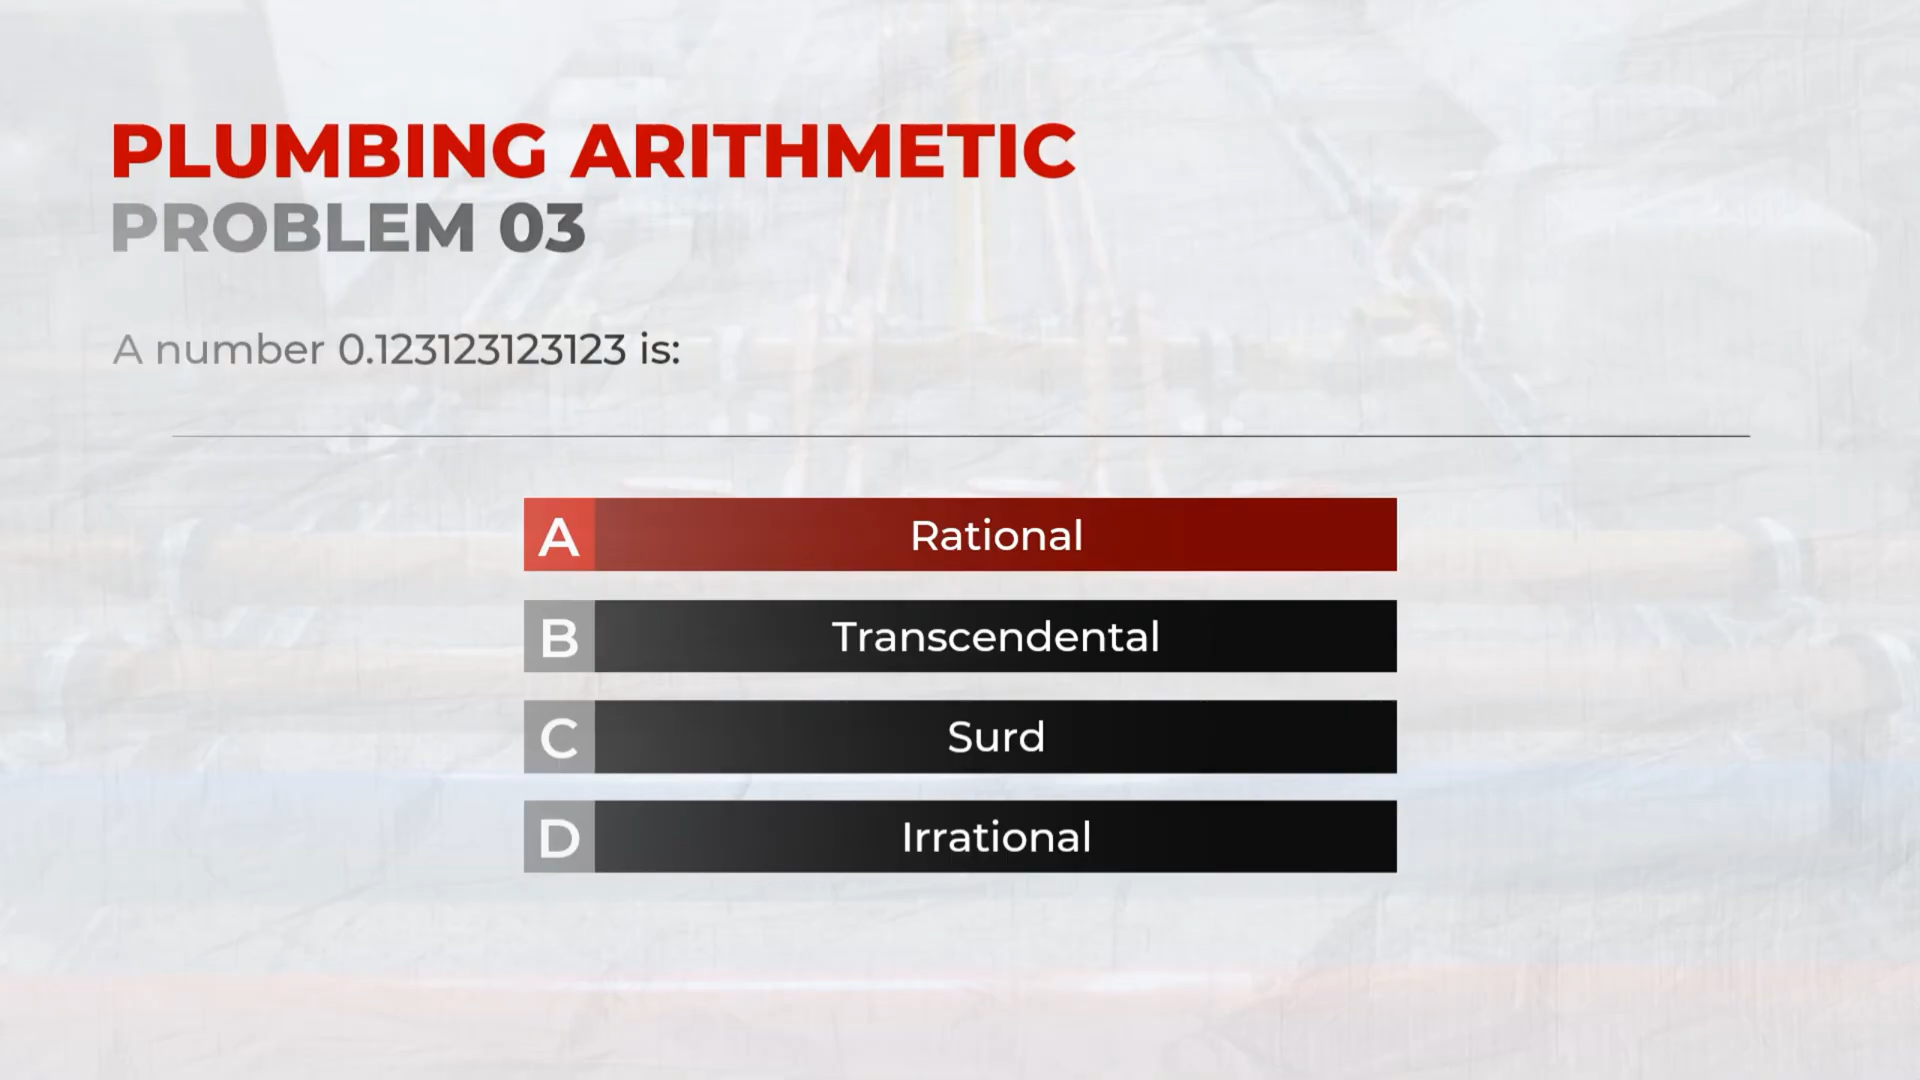 PLUMBING ARITHMETIC
PROBLEM 03
A number 0.123123123123 is:
A Rational
B Transcendental
C Surd
D Irrational